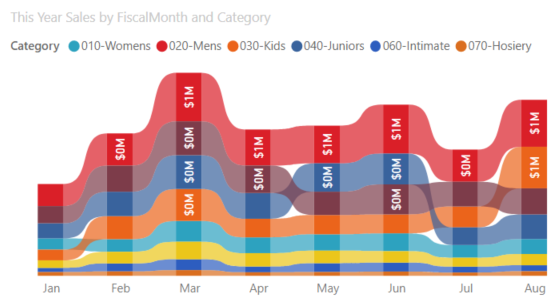 This Year Sales by FiscalMonth and Category
Category 010-Womens 020-Mens 030-Kids 040-Juniors 060-Intimate 070-Hosiery
$0M $1M $0M $0M $0M $1M $0M $1M $0M $1M $0M $0M $0M $1M $1M
Jan Feb Mar Apr May Jun Jul Aug